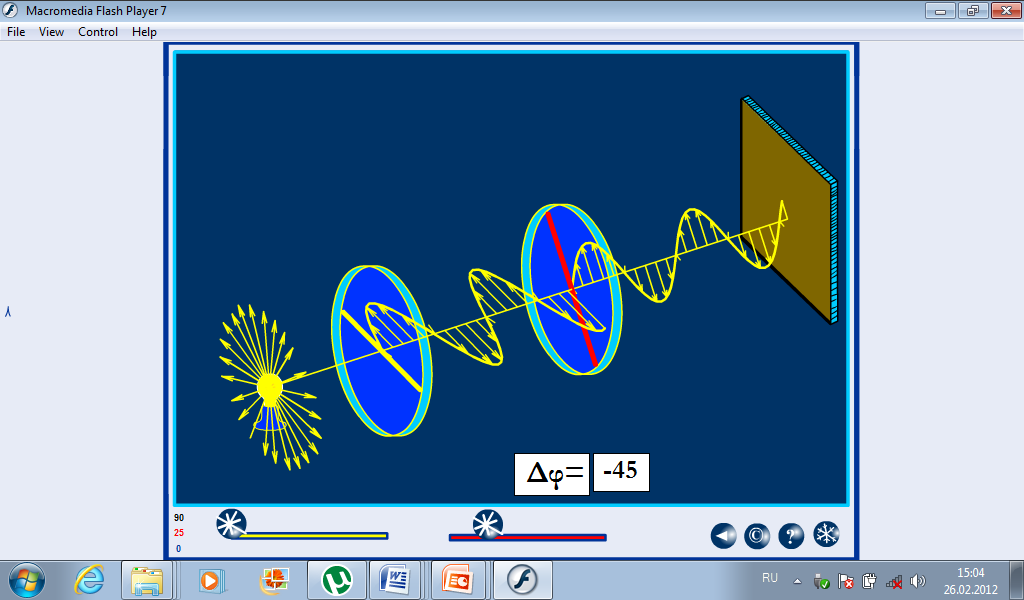 Macromedia Flash Player 7
File View Control Help
Δφ= -45
90
25
0
©
?
RU
15:04
26.02.2012